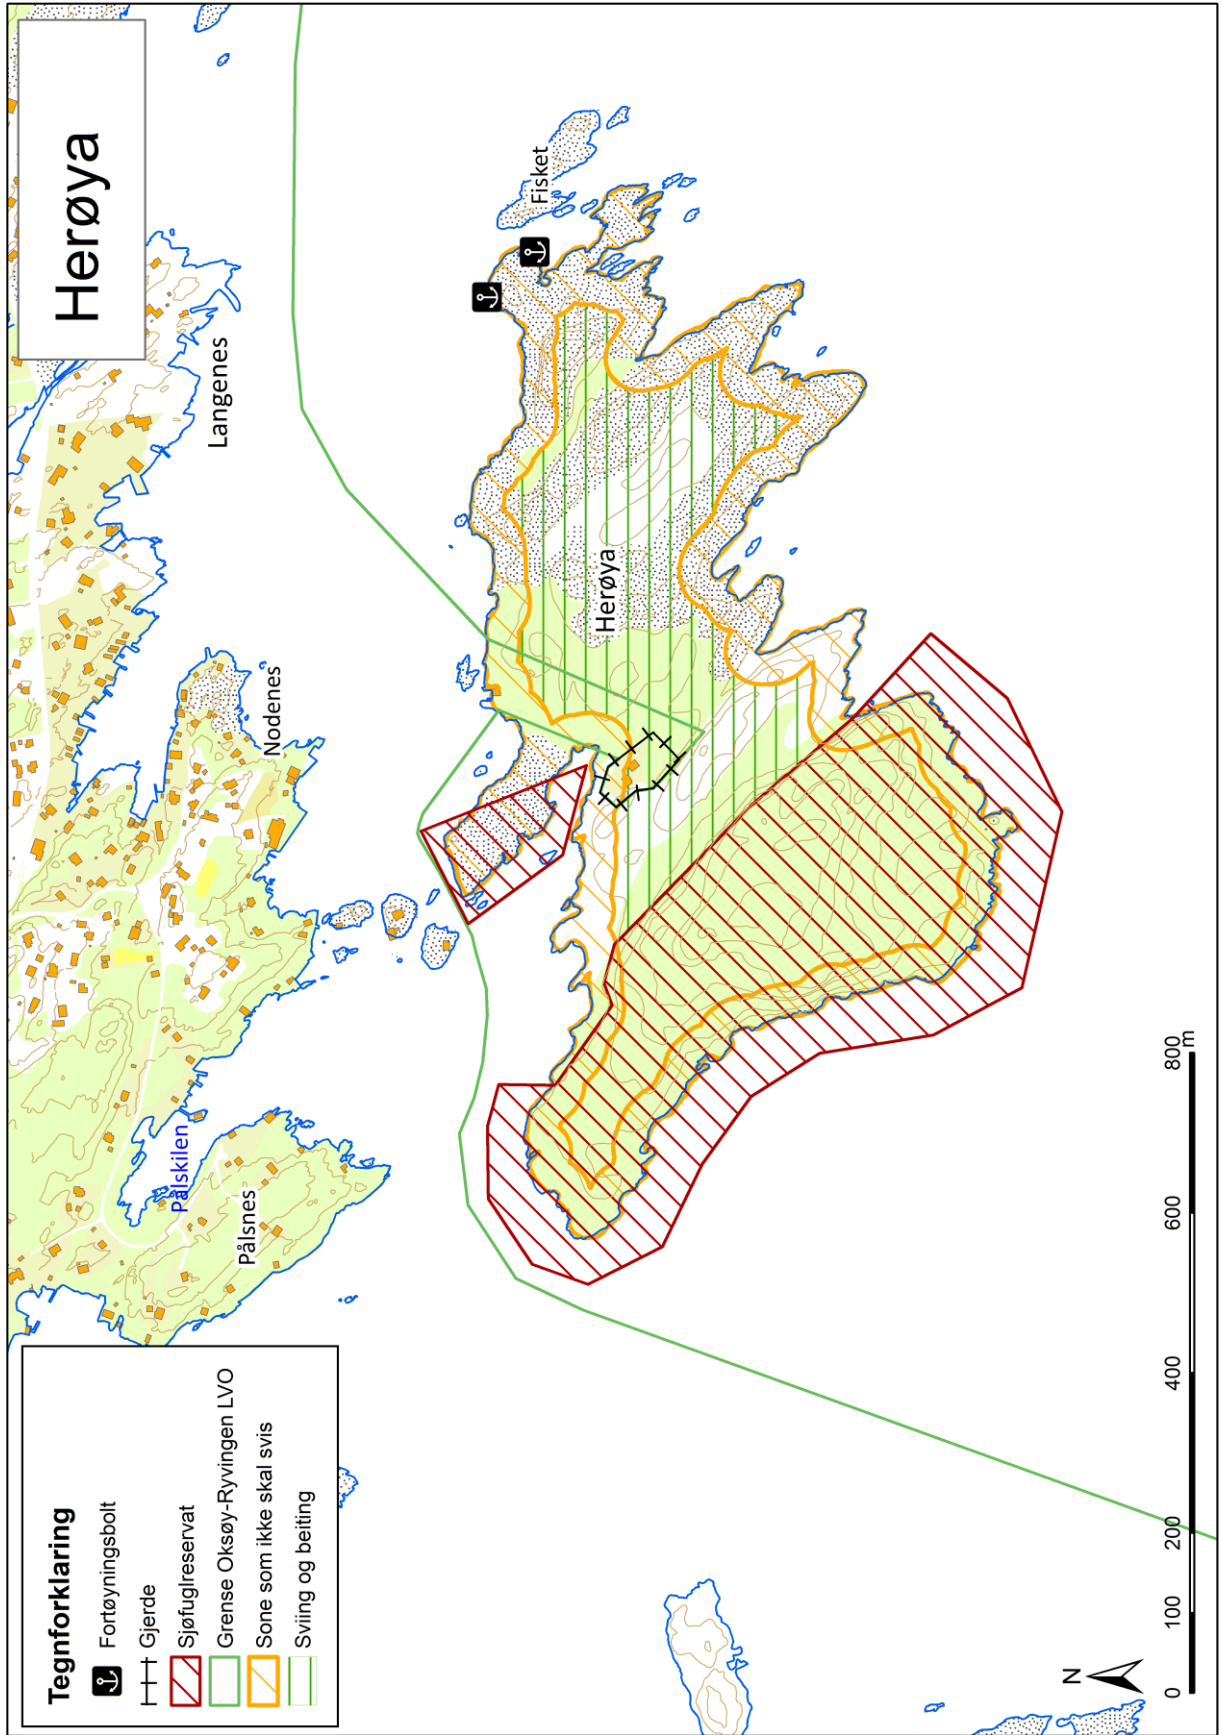 Herøya
Tegnforklaring
Fortøyningsbolt
Gjerde
Sjøfuglreservat
Grense Oksøy-Ryvingen LVO
Sone som ikke skal svis
Sviing og beiting
Pålskilen
Pålsnes
Nodenes
Langenes
Fisket
Herøya
N
0 100 200 400 600 800
m